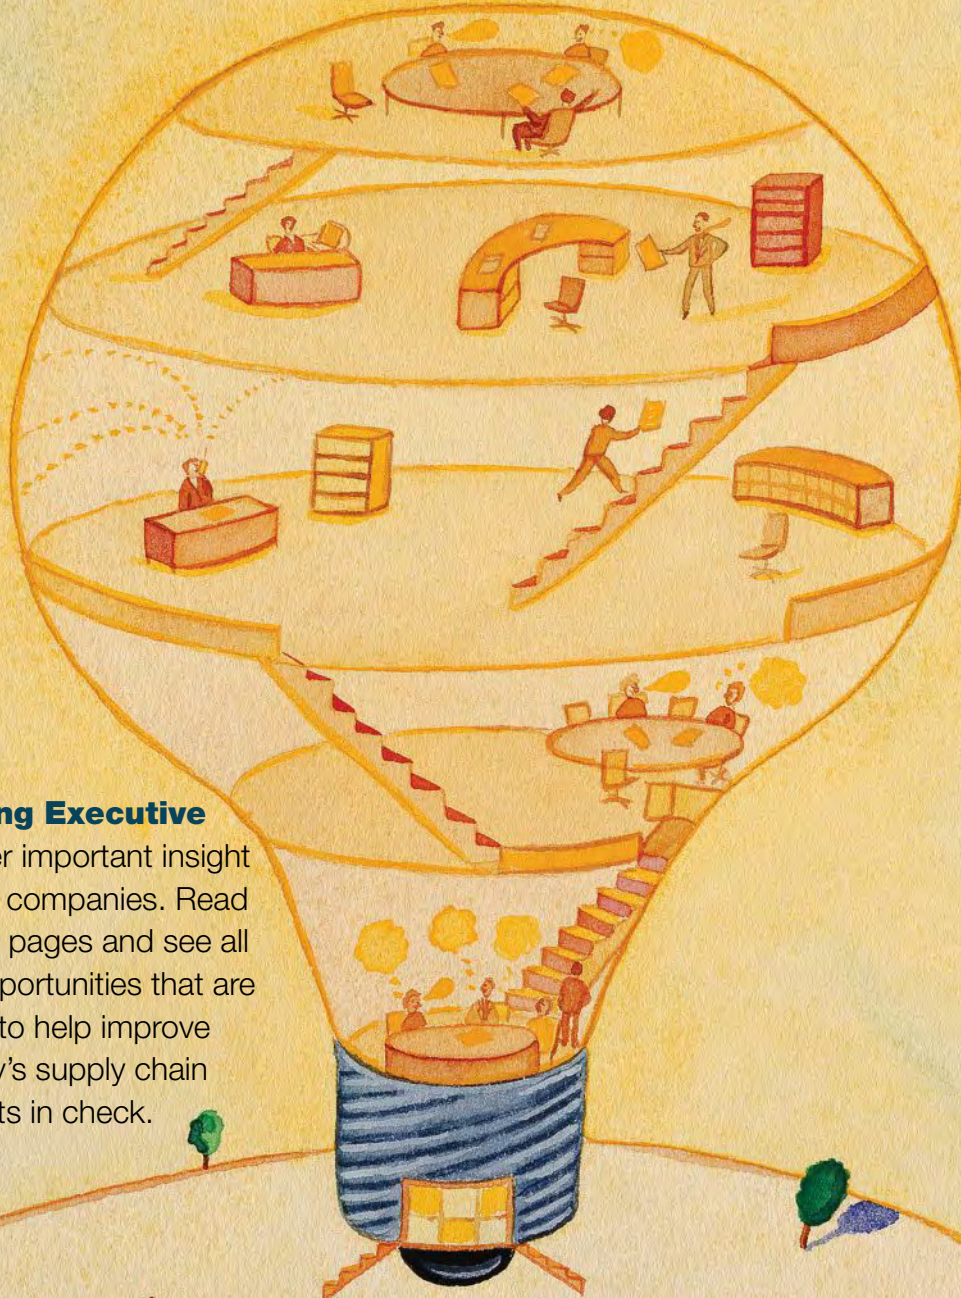 ng Executive
er important insight
companies. Read
pages and see all
portunities that are
to help improve
y's supply chain
ts in check.